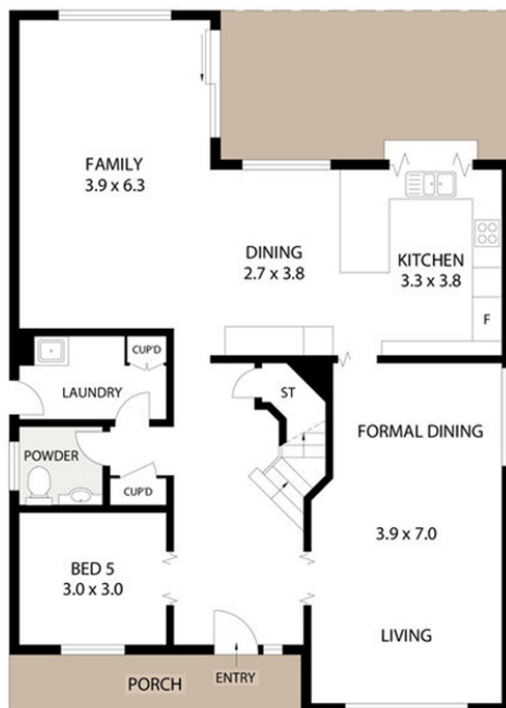 FAMILY
3.9 x 6.3
DINING
2.7 x 3.8
KITCHEN
3.3 x 3.8
F
CUP'D
LAUNDRY
ST
POWDER
FORMAL DINING
CUP'D
3.9 x 7.0
BED 5
3.0 x 3.0
LIVING
PORCH
ENTRY